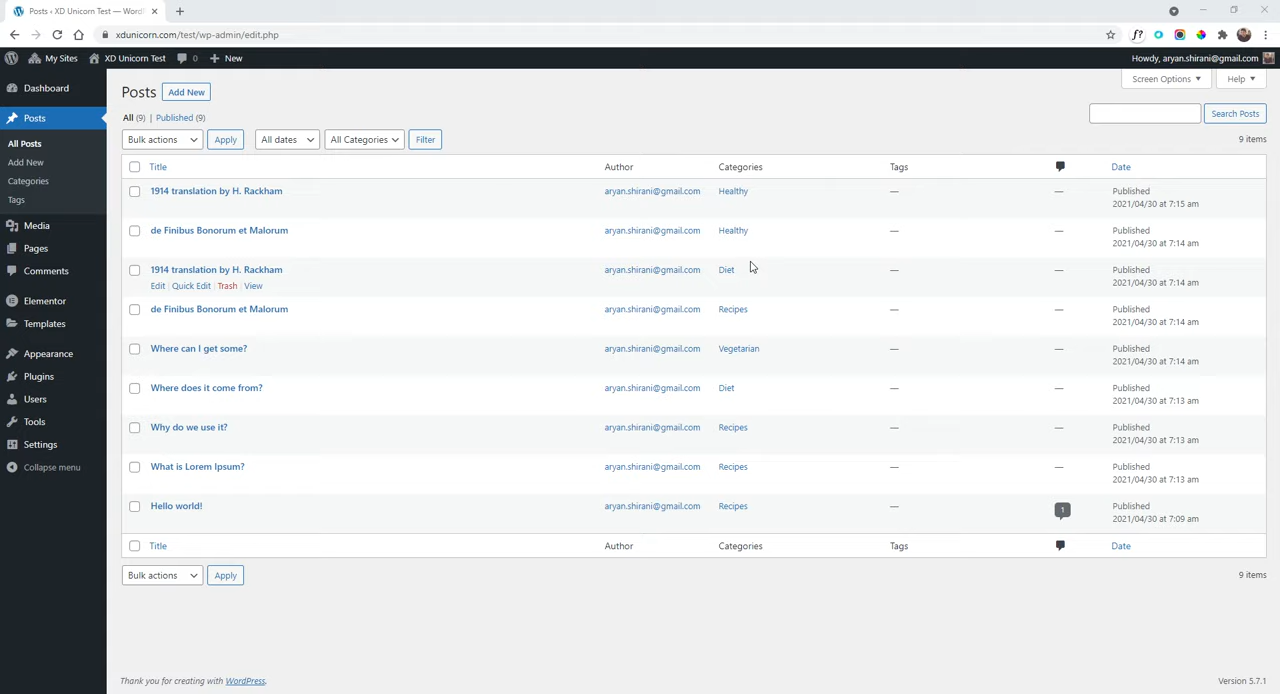 Posts ‹ XD Unicorn Test — WordP
xdunicorn.com/test/wp-admin/edit.php
f?
My Sites XD Unicorn Test 0 New Howdy, aryan.shirani@gmail.com
Screen Options Help
Dashboard
Posts
All Posts
Add New
Categories
Tags
Media
Pages
Comments
Elementor
Templates
Appearance
Plugins
Users
Tools
Settings
Collapse menu
Posts Add New
All (9) | Published (9)
Search Posts
Bulk actions Apply All dates All Categories Filter
9 items
Title Author Categories Tags Date
1914 translation by H. Rackham aryan.shirani@gmail.com Healthy — — Published
2021/04/30 at 7:15 am
de Finibus Bonorum et Malorum aryan.shirani@gmail.com Healthy — — Published
2021/04/30 at 7:14 am
1914 translation by H. Rackham aryan.shirani@gmail.com Diet — — Published
Edit | Quick Edit | Trash | View 2021/04/30 at 7:14 am
de Finibus Bonorum et Malorum aryan.shirani@gmail.com Recipes — — Published
2021/04/30 at 7:14 am
Where can I get some? aryan.shirani@gmail.com Vegetarian — — Published
2021/04/30 at 7:14 am
Where does it come from? aryan.shirani@gmail.com Diet — — Published
2021/04/30 at 7:13 am
Why do we use it? aryan.shirani@gmail.com Recipes — — Published
2021/04/30 at 7:13 am
What is Lorem Ipsum? aryan.shirani@gmail.com Recipes — — Published
2021/04/30 at 7:13 am
Hello world! aryan.shirani@gmail.com Recipes — 1 Published
2021/04/30 at 7:09 am
Title Author Categories Tags Date
Bulk actions Apply
9 items
Thank you for creating with WordPress.
Version 5.7.1